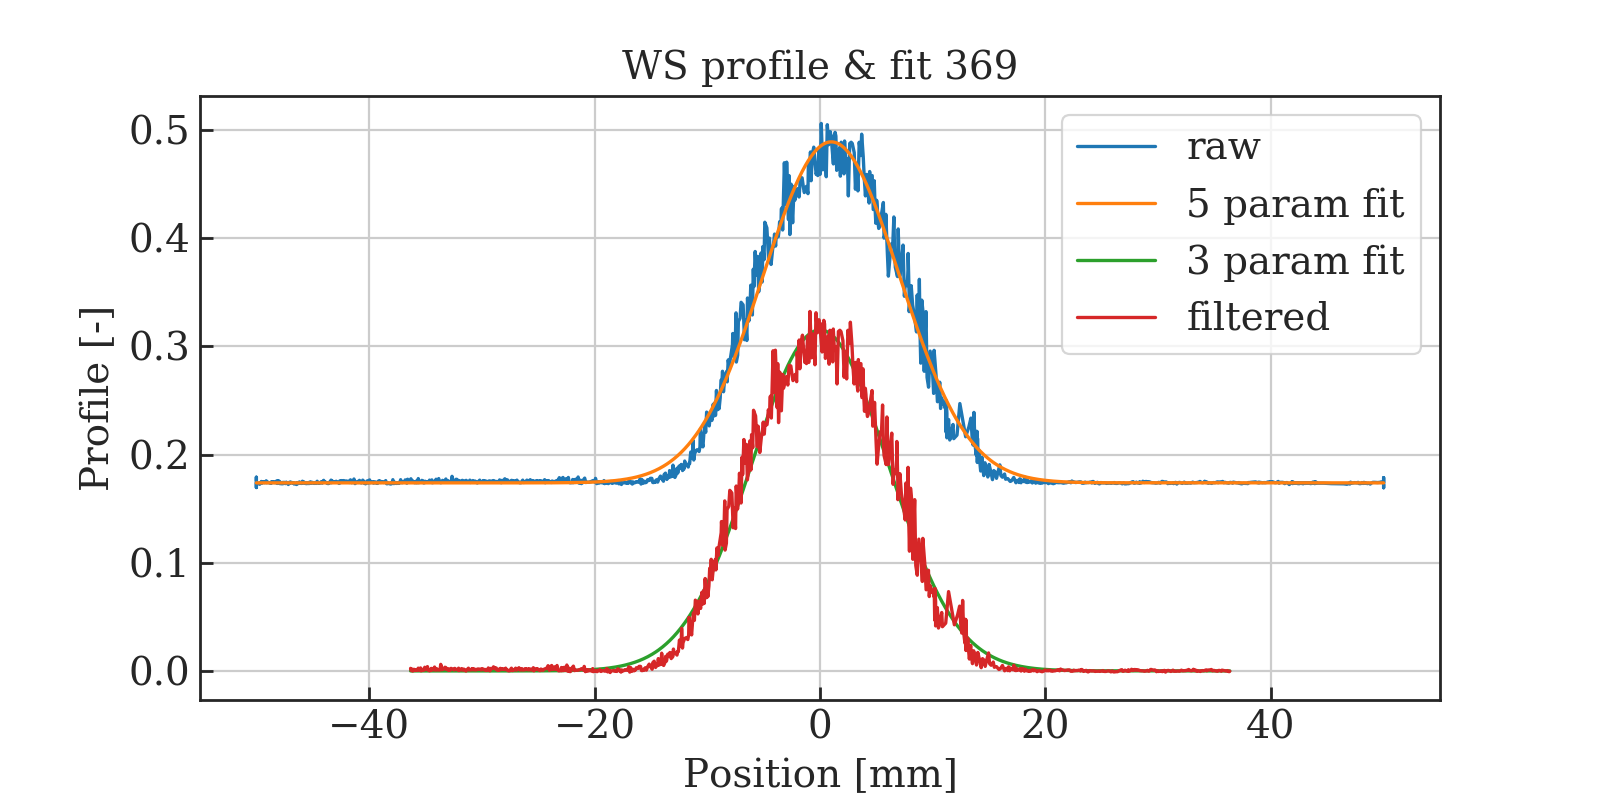 WS profile & fit 369
Profile [-]
0.5
0.4
0.3
0.2
0.1
0.0
raw
5 param fit
3 param fit
filtered
−40
−20
0
20
40
Position [mm]